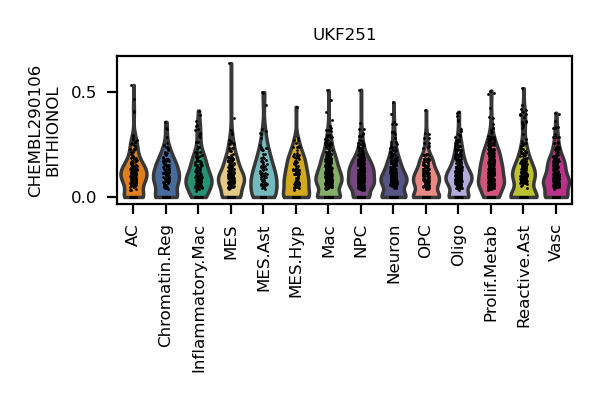 UKF251
CHEMBL290106
BITHIONOL
0.5
0.0
AC
Chromatin.Reg
Inflammatory.Mac
MES
MES.Ast
MES.Hyp
Mac
NPC
Neuron
OPC
Oligo
Prolif.Metab
Reactive.Ast
Vasc